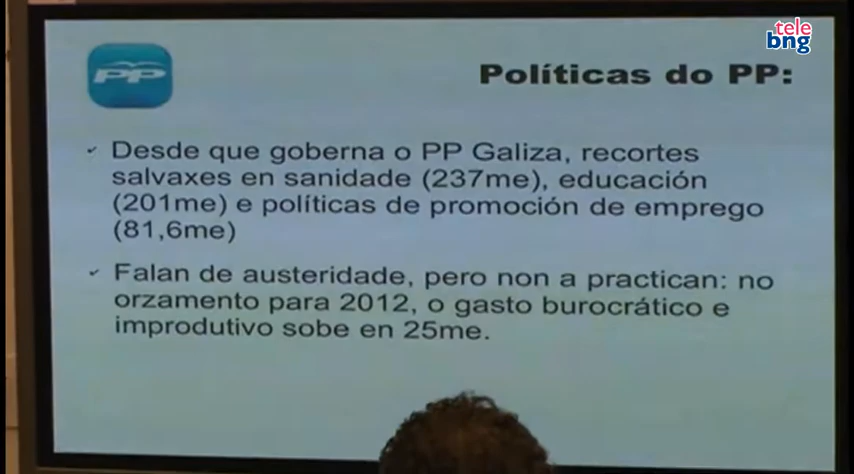 tele
bng
PP
Políticas do PP:
✓ Desde que goberna o PP Galiza, recortes
salvaxes en sanidade (237me), educación
(201me) e políticas de promoción de emprego
(81,6me)
✓ Falan de austeridade, pero non a practican: no
orzamento para 2012, o gasto burocrático e
improdutivo sobe en 25me.